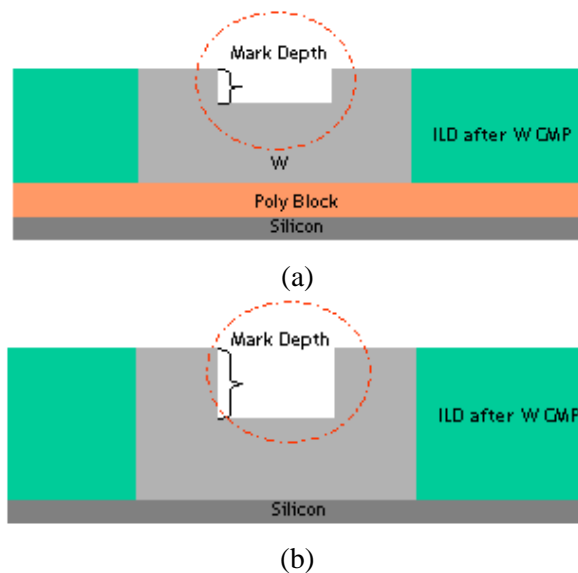 Mark Depth
ILD after W CMP
W
Poly Block
Silicon
(a)
Mark Depth
ILD after W CMP
Silicon
(b)